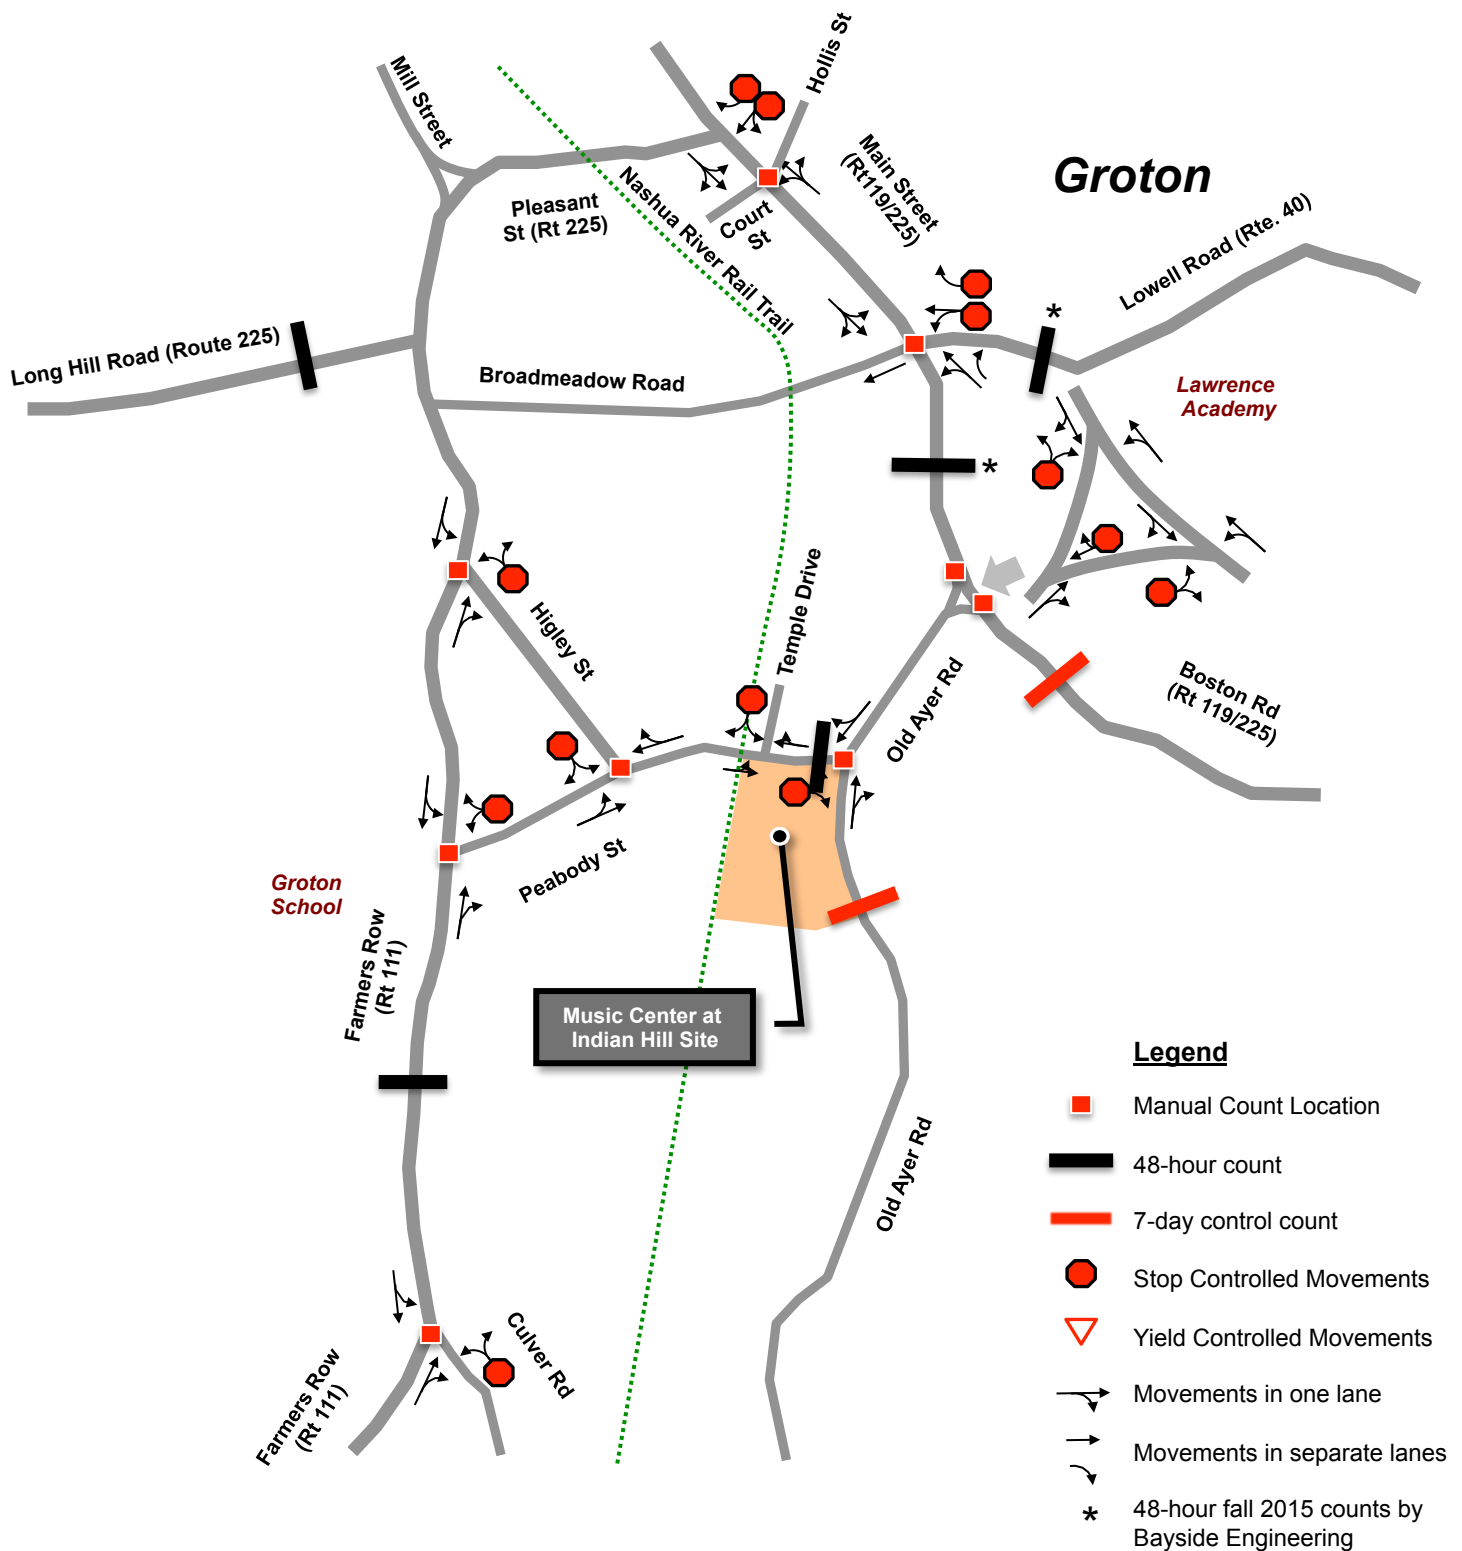 Hollis St
Mill Street
Main Street
(Rt119/225)
Groton
Pleasant
St (Rt 225)
Nashua River Rail Trail
Court
St
Lowell Road (Rte. 40)
*
Long Hill Road (Route 225)
Broadmeadow Road
Lawrence
Academy
*
Higley St
Temple Drive
Old Ayer Rd
Boston Rd
(Rt 119/225)
Peabody St
Groton
School
Farmers Row
(Rt 111)
Music Center at
Indian Hill Site
Old Ayer Rd
Culver Rd
Farmers Row
(Rt 111)
Legend
Manual Count Location
48-hour count
7-day control count
Stop Controlled Movements
Yield Controlled Movements
Movements in one lane
Movements in separate lanes
* 48-hour fall 2015 counts by
Bayside Engineering